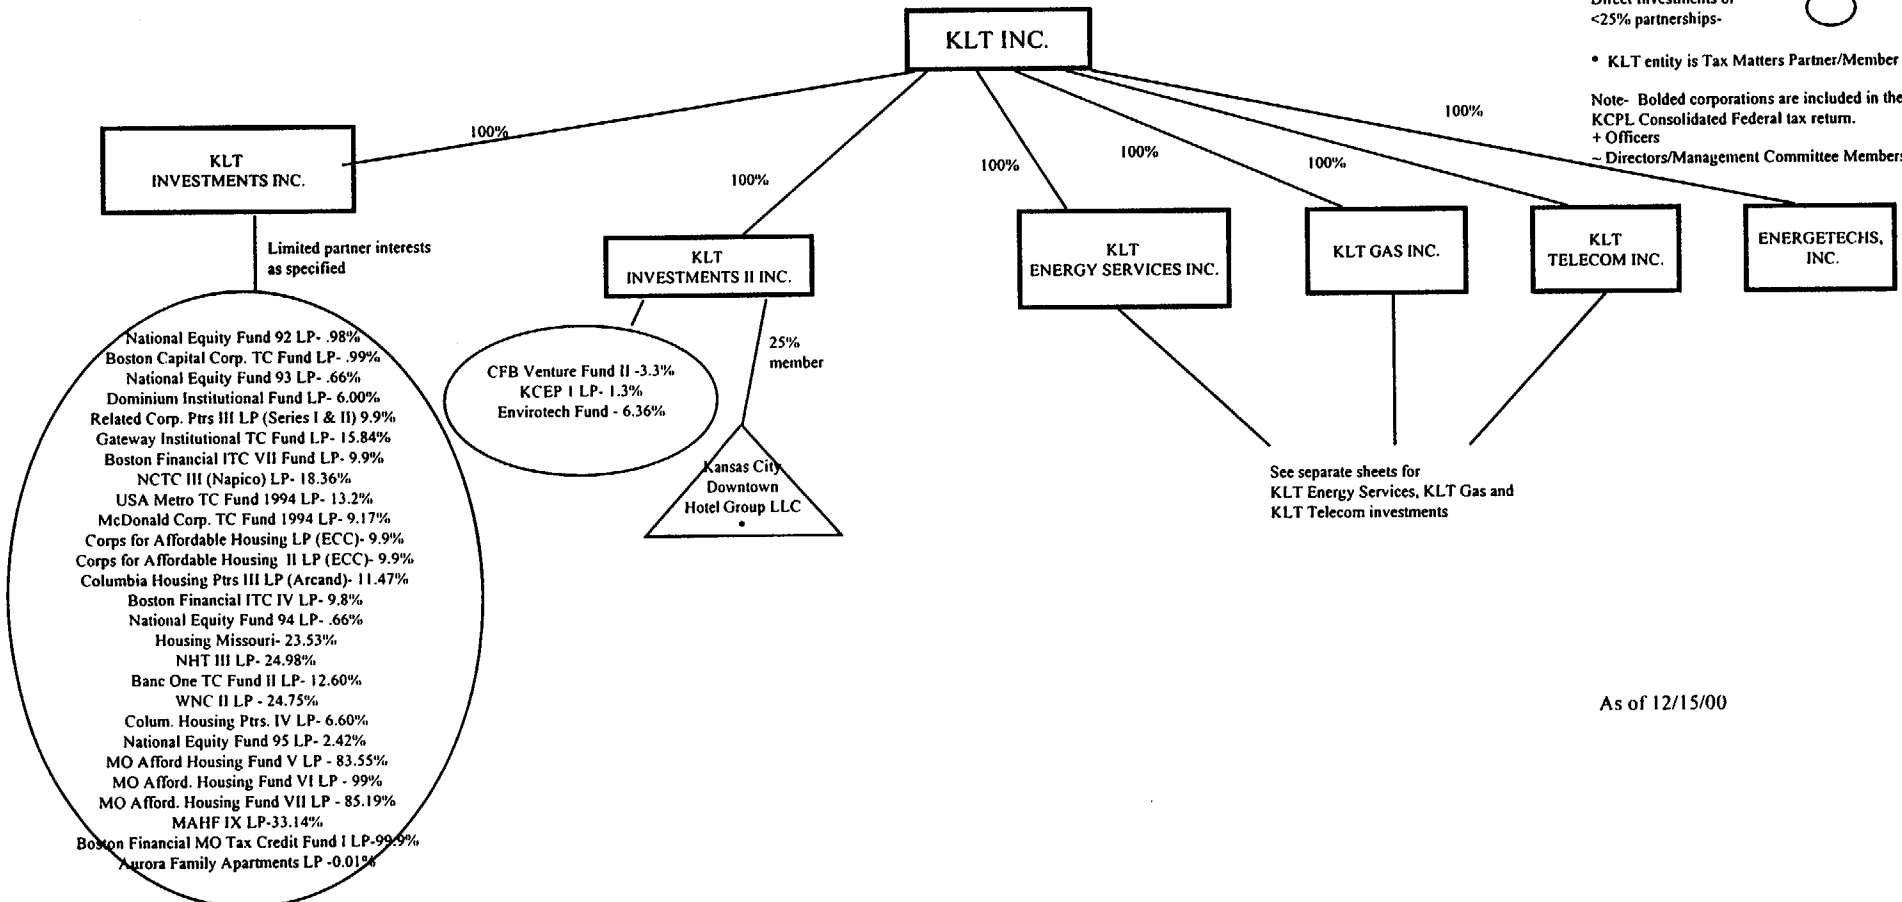 Direct Investments or
<25% partnerships-
KLT INC.
* KLT entity is Tax Matters Partner/Member
Note- Bolded corporations are included in the
KCPL Consolidated Federal tax return.
+ Officers
~ Directors/Management Committee Members
100%
100%
100%
100%
100%
100%
KLT
INVESTMENTS INC.
KLT
INVESTMENTS II INC.
KLT
ENERGY SERVICES INC.
KLT GAS INC.
KLT
TELECOM INC.
ENERGETECHS,
INC.
Limited partner interests
as specified
National Equity Fund 92 LP- .98%
Boston Capital Corp. TC Fund LP- .99%
National Equity Fund 93 LP- .66%
Dominium Institutional Fund LP- 6.00%
Related Corp. Ptrs III LP (Series I & II) 9.9%
Gateway Institutional TC Fund LP- 15.84%
Boston Financial ITC VII Fund LP- 9.9%
NCTC III (Napico) LP- 18.36%
USA Metro TC Fund 1994 LP- 13.2%
McDonald Corp. TC Fund 1994 LP- 9.17%
Corps for Affordable Housing LP (ECC)- 9.9%
Corps for Affordable Housing II LP (ECC)- 9.9%
Columbia Housing Ptrs III LP (Arcand)- 11.47%
Boston Financial ITC IV LP- 9.8%
National Equity Fund 94 LP- .66%
Housing Missouri- 23.53%
NHT III LP- 24.98%
Banc One TC Fund II LP- 12.60%
WNC II LP - 24.75%
Colum. Housing Ptrs. IV LP- 6.60%
National Equity Fund 95 LP- 2.42%
MO Afford Housing Fund V LP - 83.55%
MO Afford. Housing Fund VI LP - 99%
MO Afford. Housing Fund VII LP - 85.19%
MAHF IX LP-33.14%
Boston Financial MO Tax Credit Fund I LP-99.9%
Aurora Family Apartments LP -0.01%
CFB Venture Fund II -3.3%
KCEP I LP- 1.3%
Envirotech Fund - 6.36%
25%
member
Kansas City
Downtown
Hotel Group LLC
*
See separate sheets for
KLT Energy Services, KLT Gas and
KLT Telecom investments
As of 12/15/00